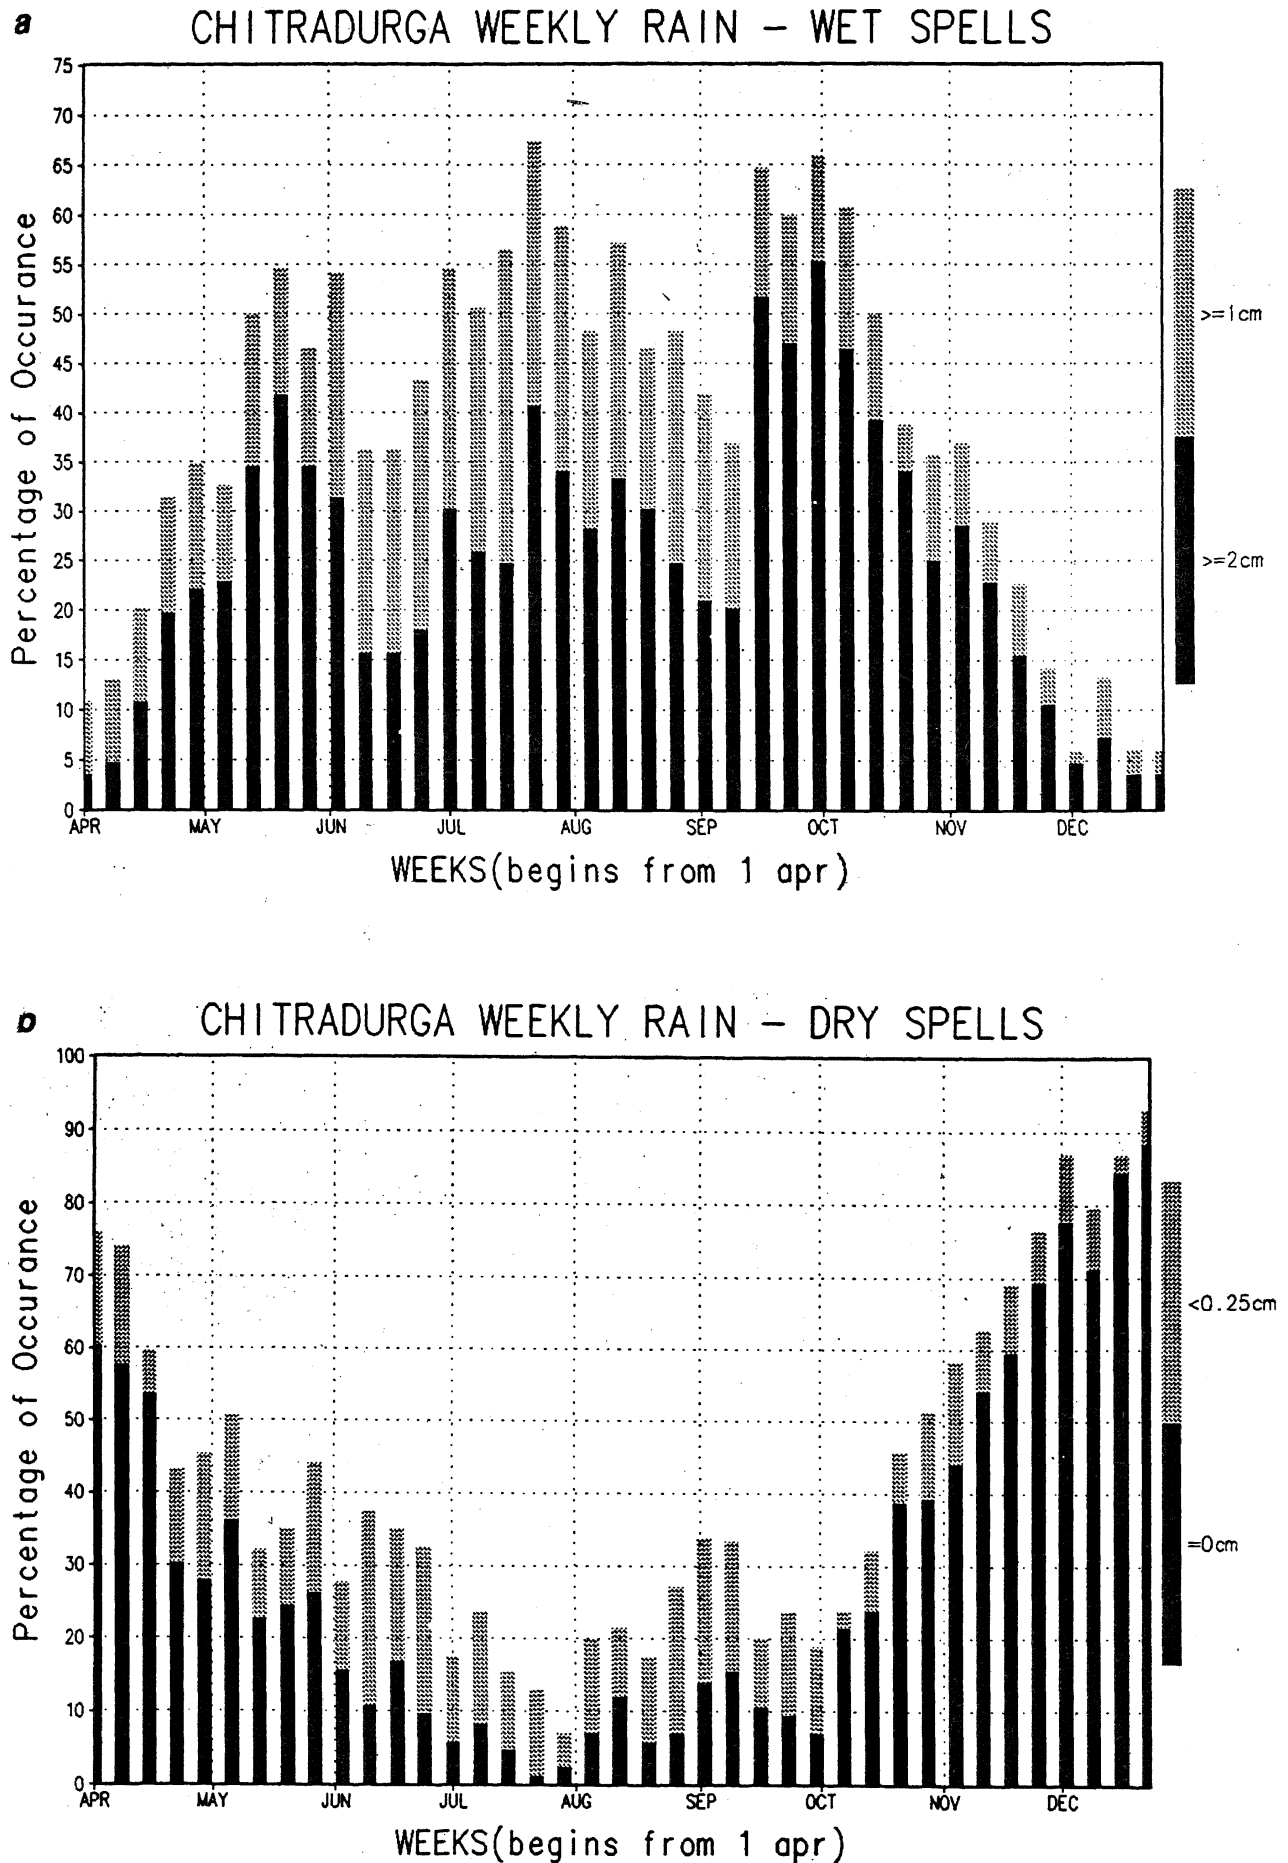 a
CHITRADURGA WEEKLY RAIN – WET SPELLS
75
70
65
60
55
50
45
40
35
30
25
20
15
10
5
0
Percentage of Occurance
>=1cm
>=2cm
APR MAY JUN JUL AUG SEP OCT NOV DEC
WEEKS(begins from 1 apr)
b
CHITRADURGA WEEKLY RAIN – DRY SPELLS
100
90
80
70
60
50
40
30
20
10
0
Percentage of Occurance
<0.25cm
=0cm
APR MAY JUN JUL AUG SEP OCT NOV DEC
WEEKS(begins from 1 apr)